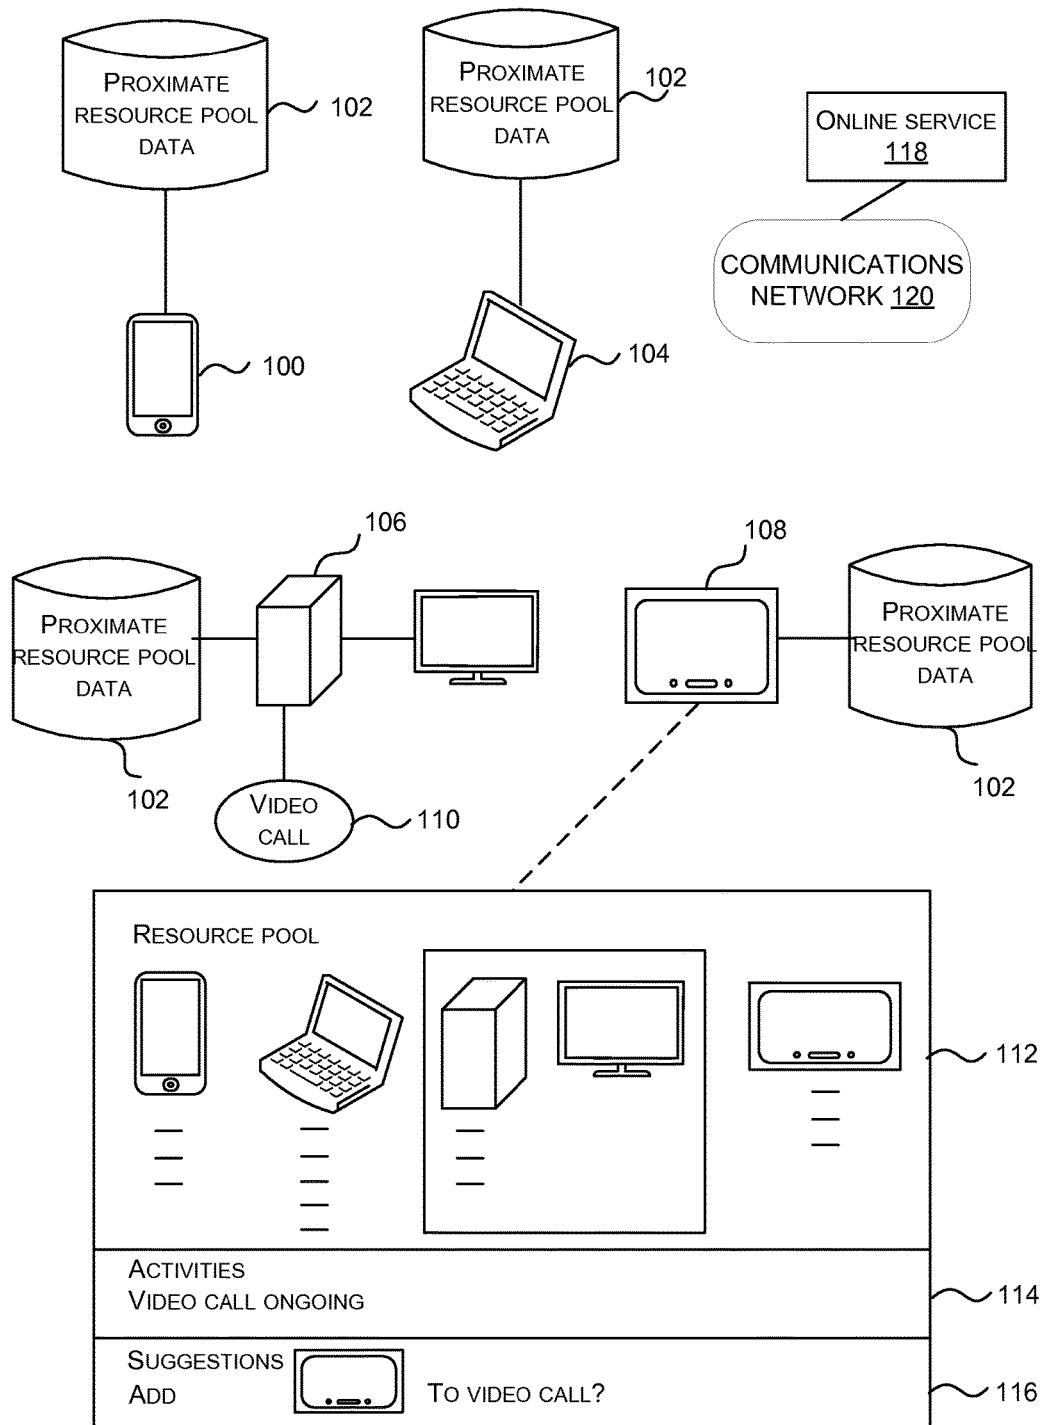 PROXIMATE
RESOURCE POOL
DATA
102
PROXIMATE
RESOURCE POOL
DATA
102
ONLINE SERVICE
118
COMMUNICATIONS
NETWORK 120
100
104
106
108
PROXIMATE
RESOURCE POOL
DATA
102
PROXIMATE
RESOURCE POOL
DATA
102
VIDEO
CALL
110
RESOURCE POOL
112
ACTIVITIES
VIDEO CALL ONGOING
114
SUGGESTIONS
ADD TO VIDEO CALL?
116